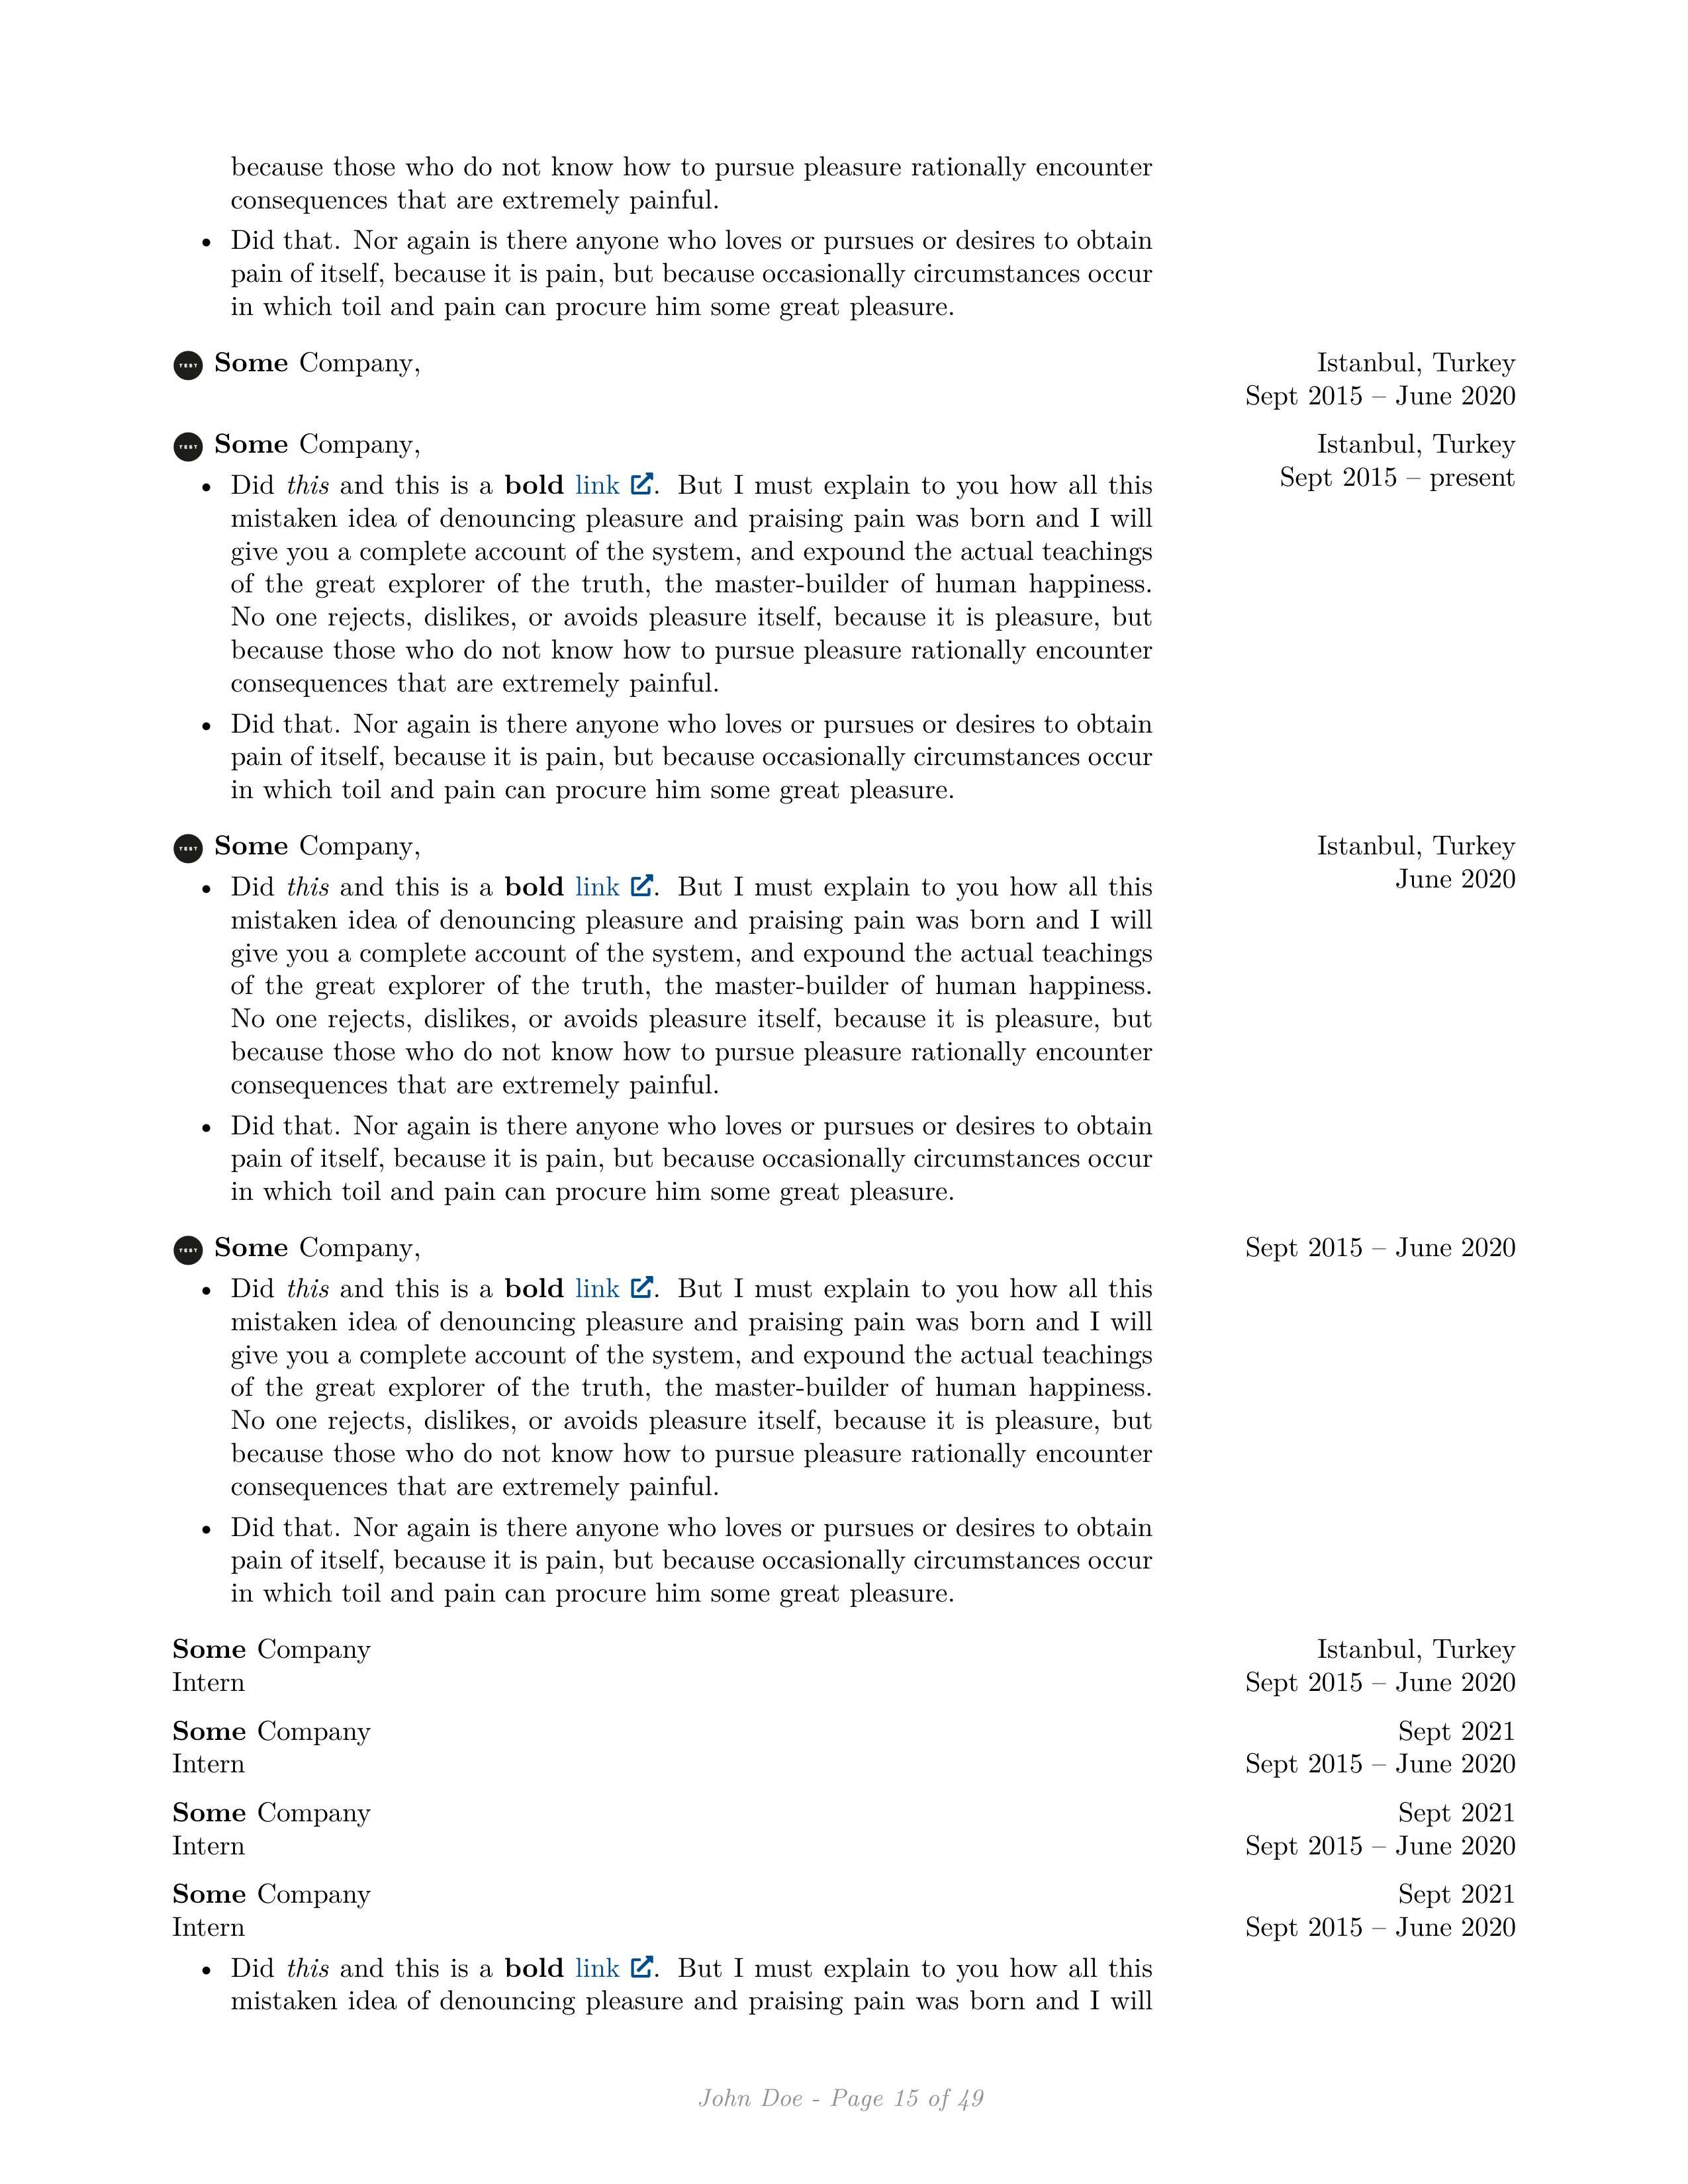 because those who do not know how to pursue pleasure rationally encounter
consequences that are extremely painful.
• Did that. Nor again is there anyone who loves or pursues or desires to obtain
pain of itself, because it is pain, but because occasionally circumstances occur
in which toil and pain can procure him some great pleasure.
TEST Some Company, Istanbul, Turkey
Sept 2015 – June 2020
TEST Some Company, Istanbul, Turkey
Sept 2015 – present
• Did this and this is a bold link. But I must explain to you how all this
mistaken idea of denouncing pleasure and praising pain was born and I will
give you a complete account of the system, and expound the actual teachings
of the great explorer of the truth, the master-builder of human happiness.
No one rejects, dislikes, or avoids pleasure itself, because it is pleasure, but
because those who do not know how to pursue pleasure rationally encounter
consequences that are extremely painful.
• Did that. Nor again is there anyone who loves or pursues or desires to obtain
pain of itself, because it is pain, but because occasionally circumstances occur
in which toil and pain can procure him some great pleasure.
TEST Some Company, Istanbul, Turkey
June 2020
• Did this and this is a bold link. But I must explain to you how all this
mistaken idea of denouncing pleasure and praising pain was born and I will
give you a complete account of the system, and expound the actual teachings
of the great explorer of the truth, the master-builder of human happiness.
No one rejects, dislikes, or avoids pleasure itself, because it is pleasure, but
because those who do not know how to pursue pleasure rationally encounter
consequences that are extremely painful.
• Did that. Nor again is there anyone who loves or pursues or desires to obtain
pain of itself, because it is pain, but because occasionally circumstances occur
in which toil and pain can procure him some great pleasure.
TEST Some Company, Sept 2015 – June 2020
• Did this and this is a bold link. But I must explain to you how all this
mistaken idea of denouncing pleasure and praising pain was born and I will
give you a complete account of the system, and expound the actual teachings
of the great explorer of the truth, the master-builder of human happiness.
No one rejects, dislikes, or avoids pleasure itself, because it is pleasure, but
because those who do not know how to pursue pleasure rationally encounter
consequences that are extremely painful.
• Did that. Nor again is there anyone who loves or pursues or desires to obtain
pain of itself, because it is pain, but because occasionally circumstances occur
in which toil and pain can procure him some great pleasure.
Some Company Istanbul, Turkey
Intern Sept 2015 – June 2020
Some Company Sept 2021
Intern Sept 2015 – June 2020
Some Company Sept 2021
Intern Sept 2015 – June 2020
Some Company Sept 2021
Intern Sept 2015 – June 2020
• Did this and this is a bold link. But I must explain to you how all this
mistaken idea of denouncing pleasure and praising pain was born and I will
John Doe - Page 15 of 49